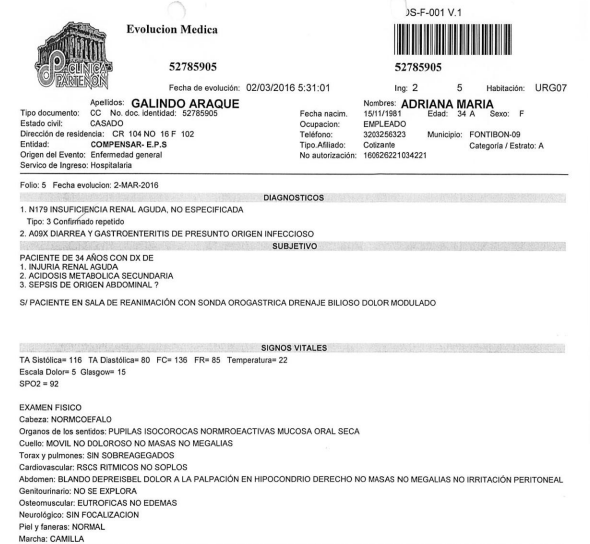 OS-F-001 V.1
Evolucion Medica
CLINICA
PARTENON
52785905
52785905
Fecha de evolución: 02/03/2016 5:31:01 Ing: 2 5 Habitación: URG07
Apellidos: GALINDO ARAQUE Nombres: ADRIANA MARIA
Tipo documento: CC No. doc. identidad: 52785905 Fecha nacim. 15/11/1981 Edad: 34 A Sexo: F
Estado civil: CASADO Ocupacion: EMPLEADO
Dirección de residencia: CR 104 NO 16 F 102 Teléfono: 3203256323 Municipio: FONTIBON-09
Entidad: COMPENSAR- E.P.S Tipo.Afiliado: Cotizante Categoría / Estrato: A
Origen del Evento: Enfermedad general No autorización: 160626221034221
Servico de Ingreso: Hospitalaria
Folio: 5 Fecha evolucion: 2-MAR-2016
DIAGNOSTICOS
1. N179 INSUFICIENCIA RENAL AGUDA, NO ESPECIFICADA
Tipo: 3 Confirmado repetido
2. A09X DIARREA Y GASTROENTERITIS DE PRESUNTO ORIGEN INFECCIOSO
SUBJETIVO
PACIENTE DE 34 AÑOS CON DX DE
1. INJURIA RENAL AGUDA
2. ACIDOSIS METABOLICA SECUNDARIA
3. SEPSIS DE ORIGEN ABDOMINAL ?
S/ PACIENTE EN SALA DE REANIMACIÓN CON SONDA OROGASTRICA DRENAJE BILIOSO DOLOR MODULADO
SIGNOS VITALES
TA Sistólica= 116 TA Diastólica= 80 FC= 136 FR= 85 Temperatura= 22
Escala Dolor= 5 Glasgow= 15
SPO2 = 92
EXAMEN FISICO
Cabeza: NORMCOEFALO
Organos de los sentidos: PUPILAS ISOCOROCAS NORMROEACTIVAS MUCOSA ORAL SECA
Cuello: MOVIL NO DOLOROSO NO MASAS NO MEGALIAS
Torax y pulmones: SIN SOBREAGEGADOS
Cardiovascular: RSCS RITMICOS NO SOPLOS
Abdomen: BLANDO DEPREISBEL DOLOR A LA PALPACIÓN EN HIPOCONDRIO DERECHO NO MASAS NO MEGALIAS NO IRRITACIÓN PERITONEAL
Genitourinario: NO SE EXPLORA
Osteomuscular: EUTROFICAS NO EDEMAS
Neurológico: SIN FOCALIZACION
Piel y faneras: NORMAL
Marcha: CAMILLA